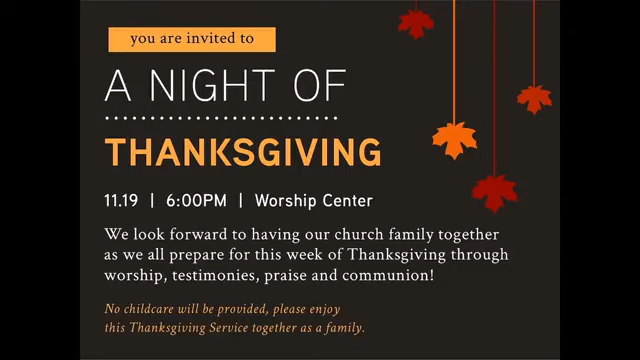 you are invited to
A NIGHT OF
THANKSGIVING
11.19 | 6:00PM | Worship Center
We look forward to having our church family together
as we all prepare for this week of Thanksgiving through
worship, testimonies, praise and communion!
No childcare will be provided, please enjoy
this Thanksgiving Service together as a family.